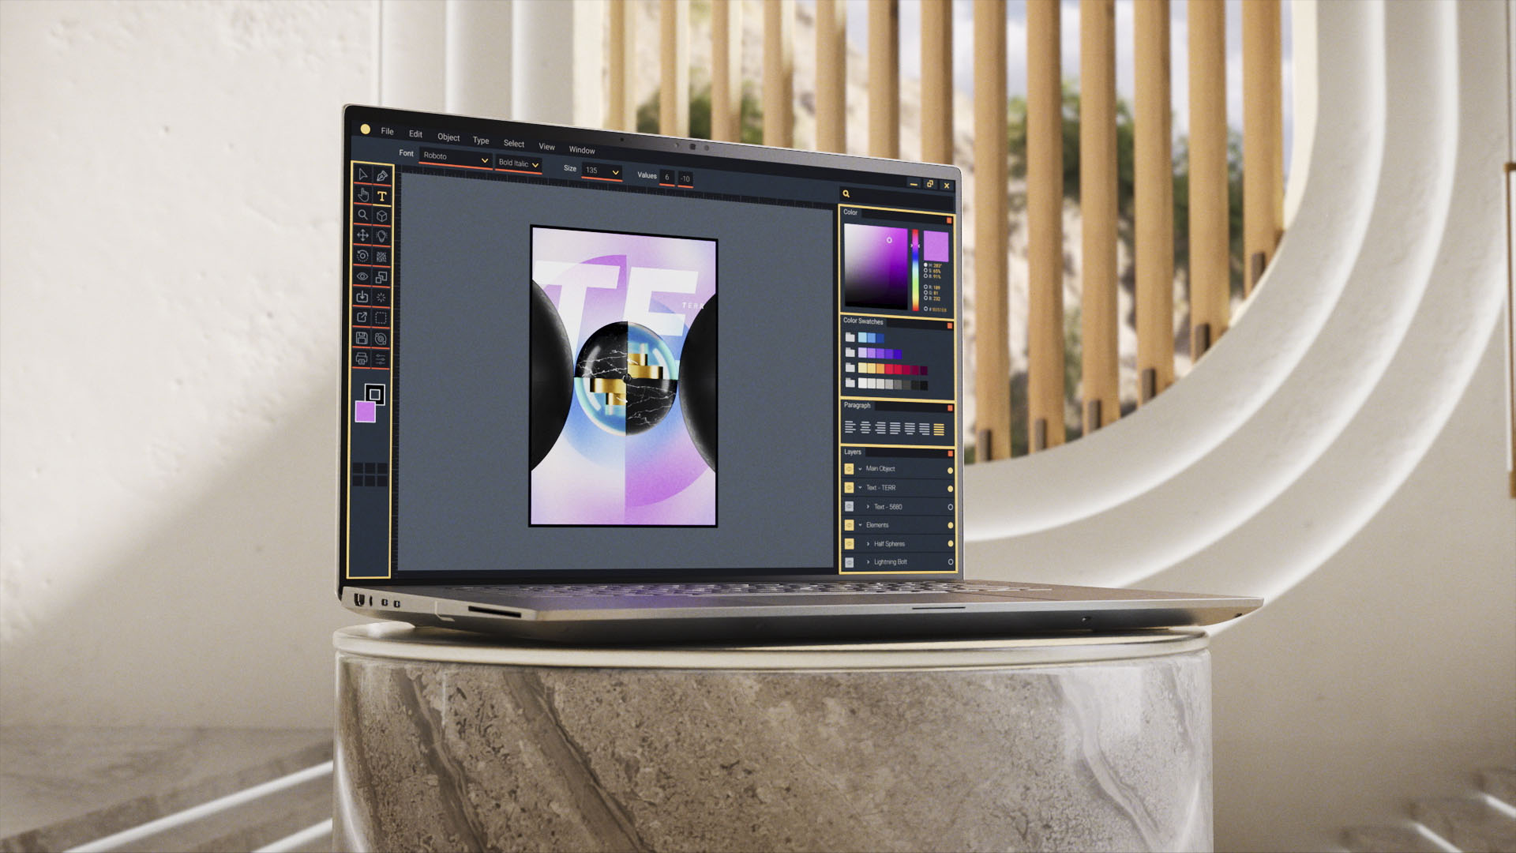 File Edit Object Type Select View Window
Font Roboto Bold Italic Size 135 Values 6 -10
T
Color
Color Swatches
Paragraph
Layers
Main Object
Text - TERR
Text - 5680
Elements
Half Spheres
Lightning Bolt
TE
TERR